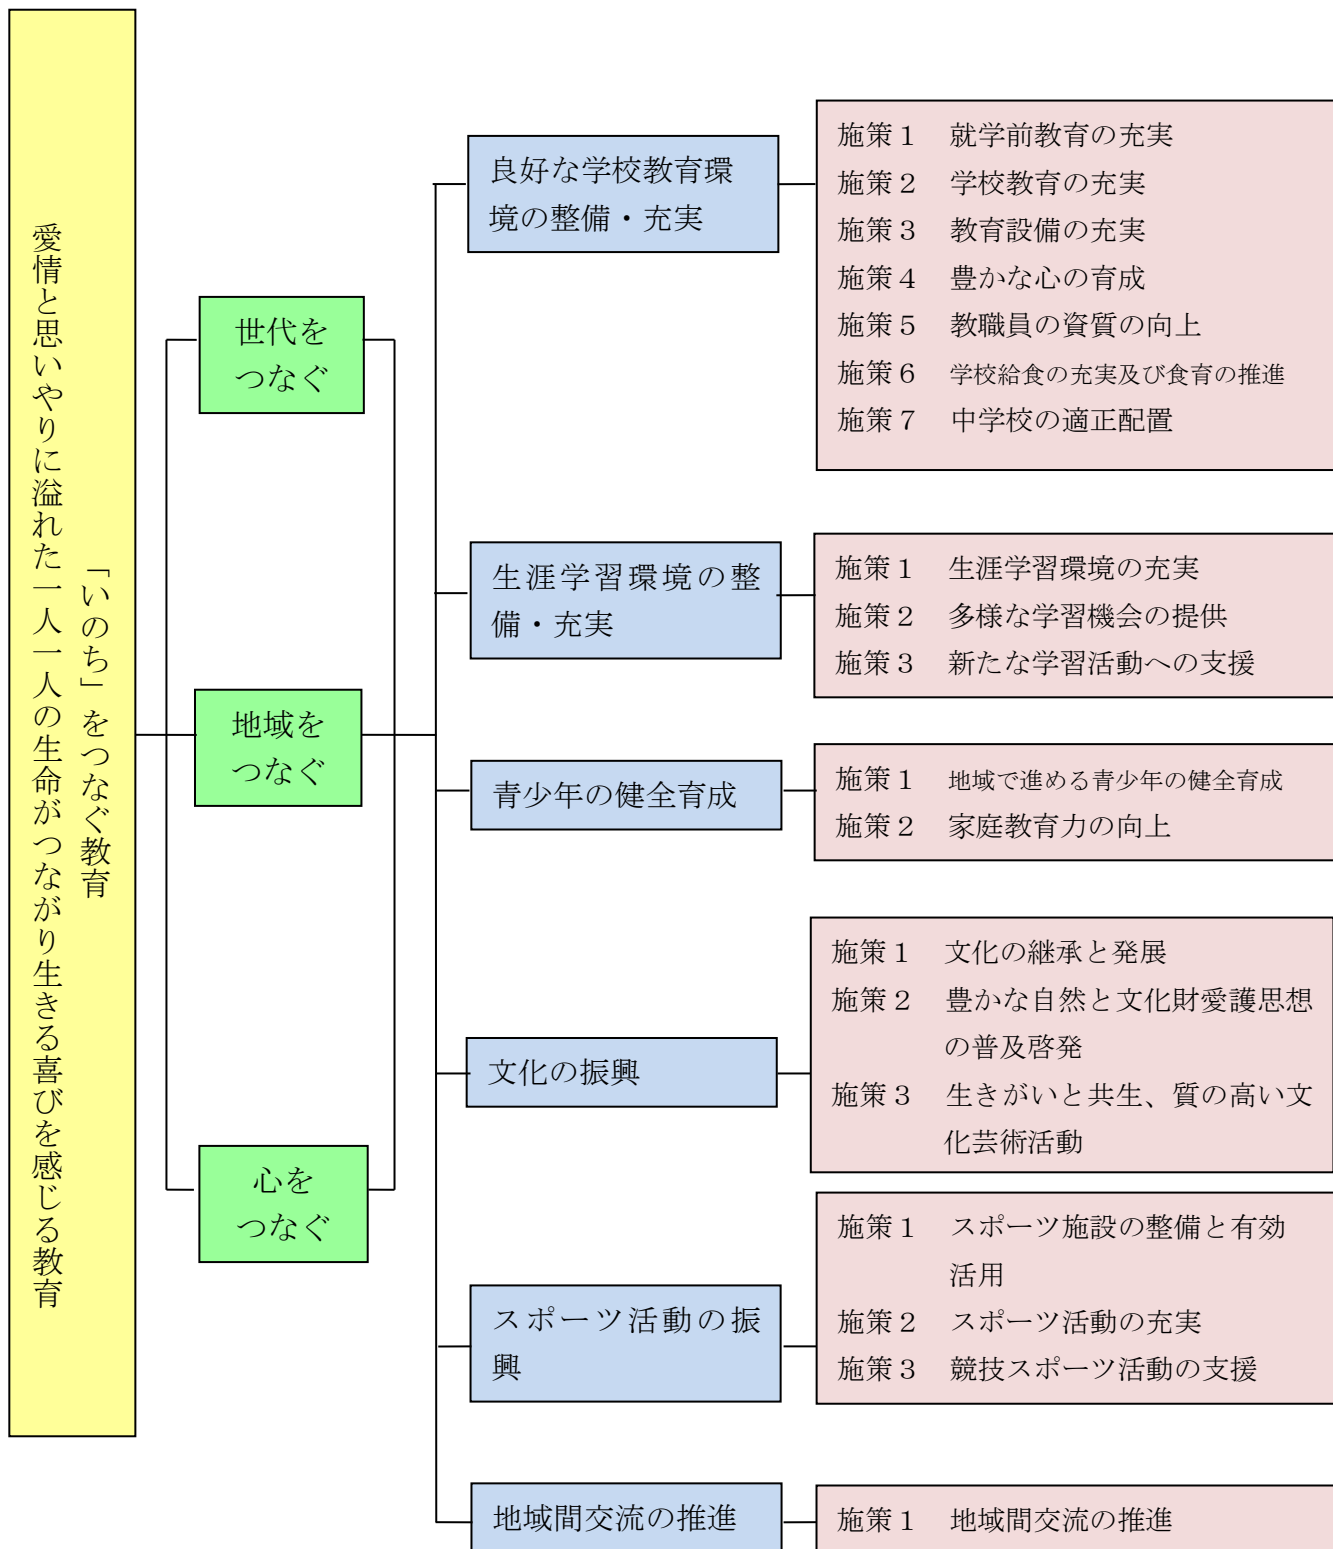 「いのち」をつなぐ教育
愛情と思いやりに溢れた一人一人の生命がつながり生きる喜びを感じる教育
世代を
つなぐ
地域を
つなぐ
心を
つなぐ
良好な学校教育環
境の整備・充実
施策１　就学前教育の充実
施策２　学校教育の充実
施策３　教育設備の充実
施策４　豊かな心の育成
施策５　教職員の資質の向上
施策６　学校給食の充実及び食育の推進
施策７　中学校の適正配置
生涯学習環境の整
備・充実
施策１　生涯学習環境の充実
施策２　多様な学習機会の提供
施策３　新たな学習活動への支援
青少年の健全育成
施策１　地域で進める青少年の健全育成
施策２　家庭教育力の向上
文化の振興
施策１　文化の継承と発展
施策２　豊かな自然と文化財愛護思想
の普及啓発
施策３　生きがいと共生、質の高い文
化芸術活動
スポーツ活動の振
興
施策１　スポーツ施設の整備と有効
活用
施策２　スポーツ活動の充実
施策３　競技スポーツ活動の支援
地域間交流の推進
施策１　地域間交流の推進